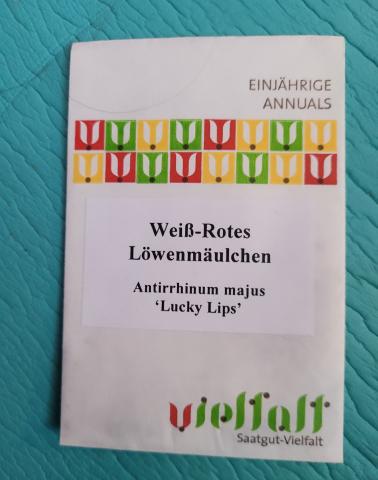 EINJÄHRIGE
ANNUALS
Weiß-Rotes
Löwenmäulchen
Antirrhinum majus
‘Lucky Lips’
vielfalt
Saatgut-Vielfalt